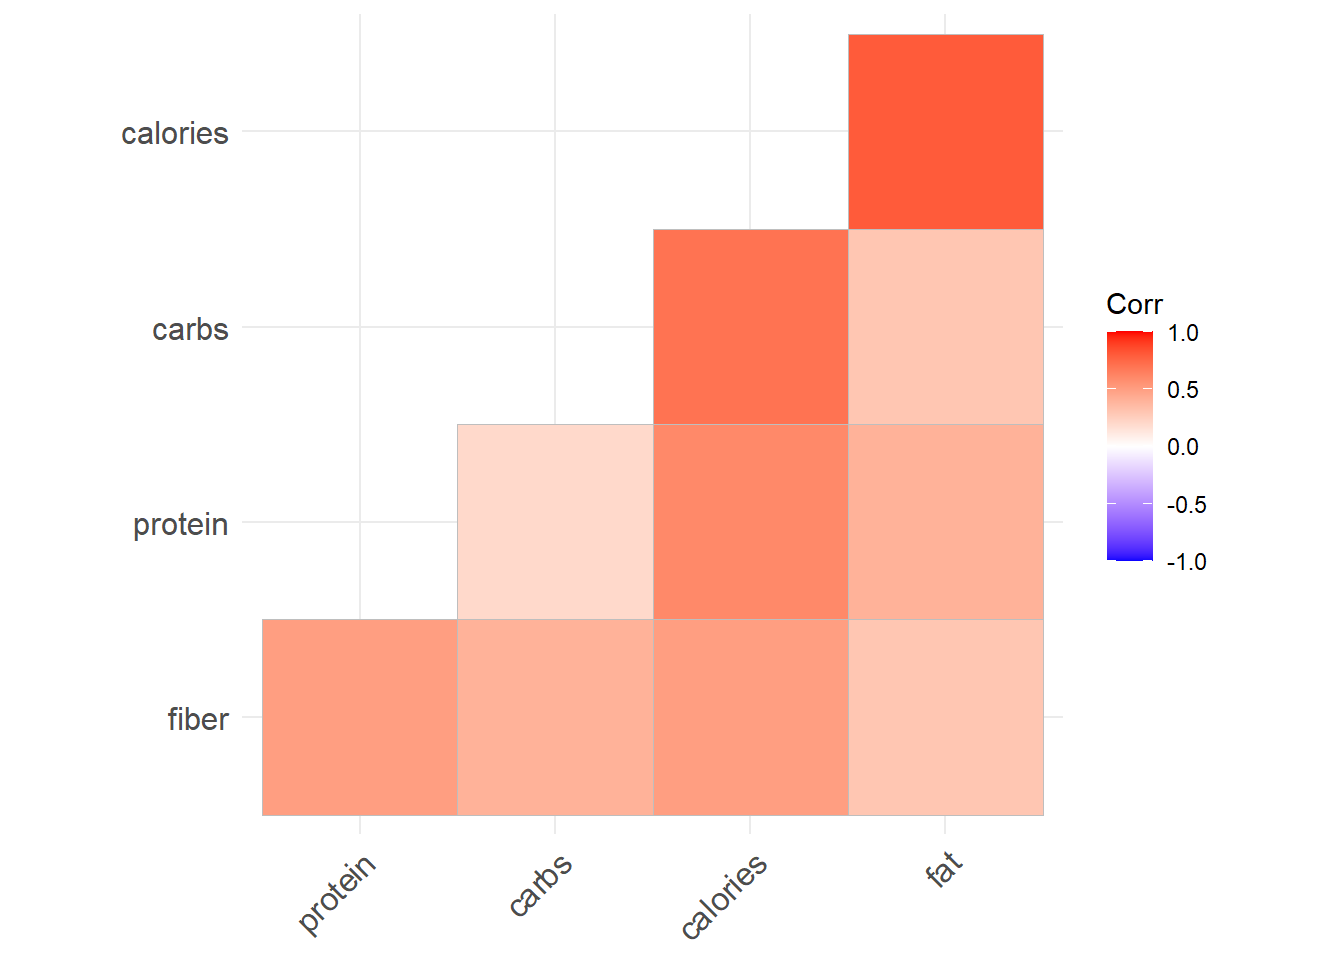 calories
carbs
protein
fiber
protein
carbs
calories
fat
Corr
1.0
0.5
0.0
-0.5
-1.0